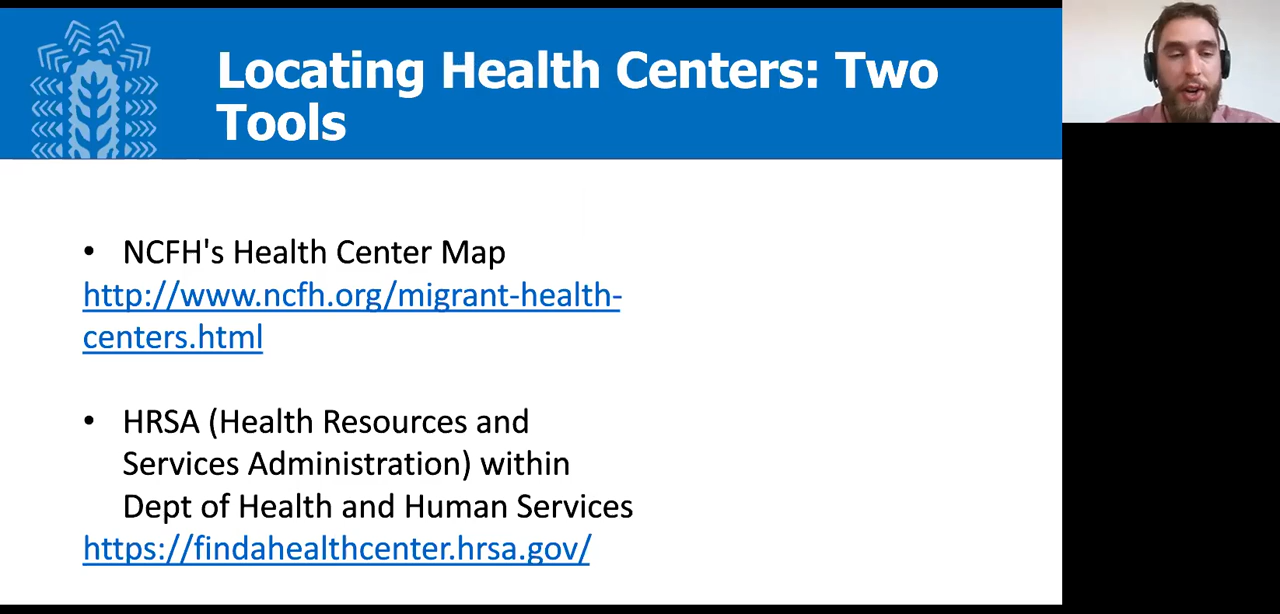 Locating Health Centers: Two
Tools
• NCFH's Health Center Map
http://www.ncfh.org/migrant-health-
centers.html
• HRSA (Health Resources and
Services Administration) within
Dept of Health and Human Services
https://findahealthcenter.hrsa.gov/